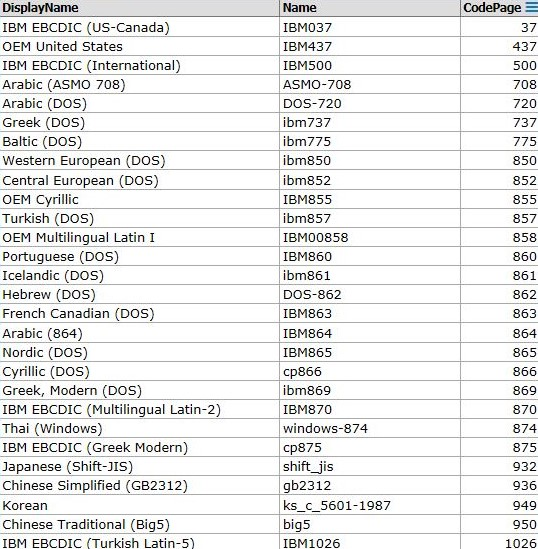 DisplayName Name CodePage
IBM EBCDIC (US-Canada) IBM037 37
OEM United States IBM437 437
IBM EBCDIC (International) IBM500 500
Arabic (ASMO 708) ASMO-708 708
Arabic (DOS) DOS-720 720
Greek (DOS) ibm737 737
Baltic (DOS) ibm775 775
Western European (DOS) ibm850 850
Central European (DOS) ibm852 852
OEM Cyrillic IBM855 855
Turkish (DOS) ibm857 857
OEM Multilingual Latin I IBM00858 858
Portuguese (DOS) IBM860 860
Icelandic (DOS) ibm861 861
Hebrew (DOS) DOS-862 862
French Canadian (DOS) IBM863 863
Arabic (864) IBM864 864
Nordic (DOS) IBM865 865
Cyrillic (DOS) cp866 866
Greek, Modern (DOS) ibm869 869
IBM EBCDIC (Multilingual Latin-2) IBM870 870
Thai (Windows) windows-874 874
IBM EBCDIC (Greek Modern) cp875 875
Japanese (Shift-JIS) shift_jis 932
Chinese Simplified (GB2312) gb2312 936
Korean ks_c_5601-1987 949
Chinese Traditional (Big5) big5 950
IBM EBCDIC (Turkish Latin-5) IBM1026 1026